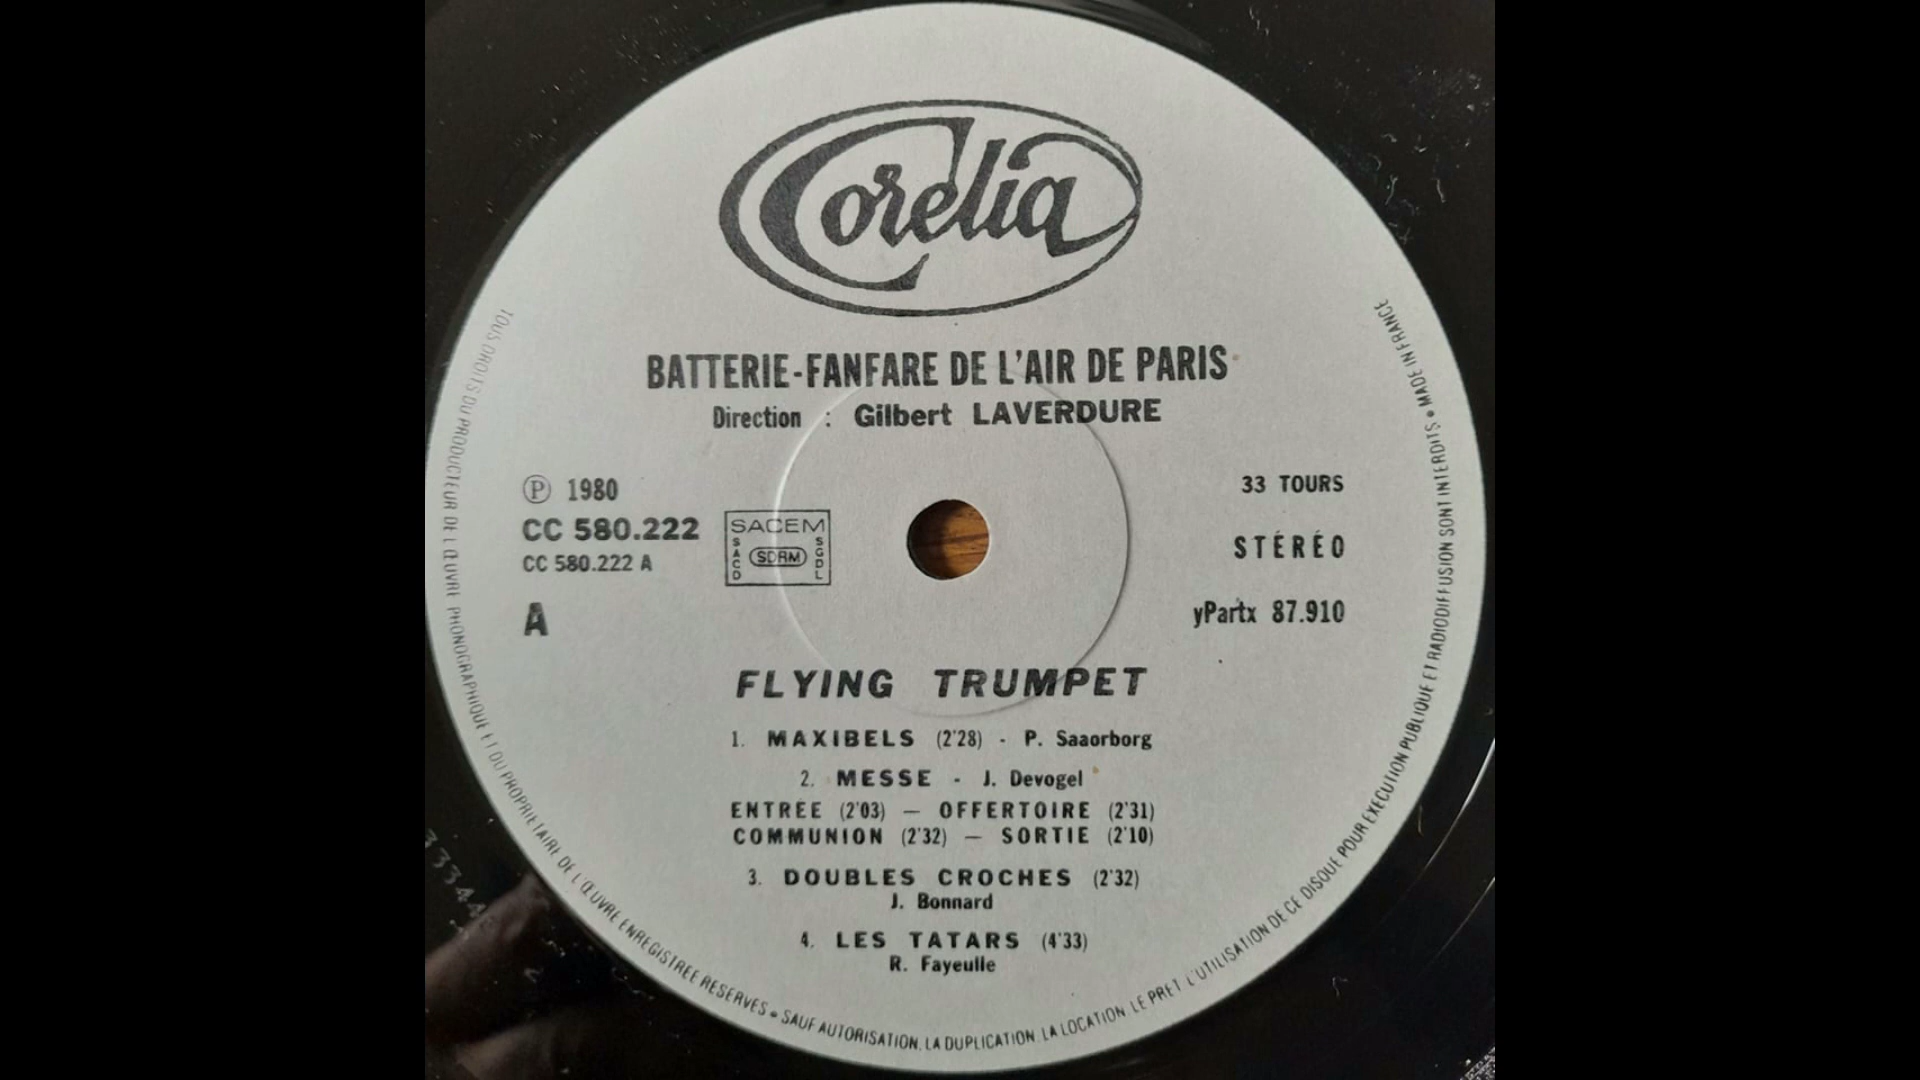 Corelia
BATTERIE-FANFARE DE L'AIR DE PARIS
Direction : Gilbert LAVERDURE
Ⓟ 1980
CC 580.222
CC 580.222 A
A
SACEM
SACD
SDRM
SGDL
33 TOURS
STÉRÉO
yPartx 87.910
FLYING TRUMPET
1. MAXIBELS (2'28) - P. Saaorborg
2. MESSE - J. Devogel
ENTRÉE (2'03) — OFFERTOIRE (2'31)
COMMUNION (2'32) — SORTIE (2'10)
3. DOUBLES CROCHES (2'32)
J. Bonnard
4. LES TATARS (4'33)
R. Fayeulle
TOUS DROITS DU PRODUCTEUR DE L'ŒUVRE PHONOGRAPHIQUE ET DU PROPRIETAIRE DE L'ŒUVRE ENREGISTREE RESERVES • SAUF AUTORISATION, LA DUPLICATION, LA LOCATION, LE PRET, L'UTILISATION DE CE DISQUE POUR EXECUTION PUBLIQUE ET RADIODIFFUSION SONT INTERDITS • MADE IN FRANCE